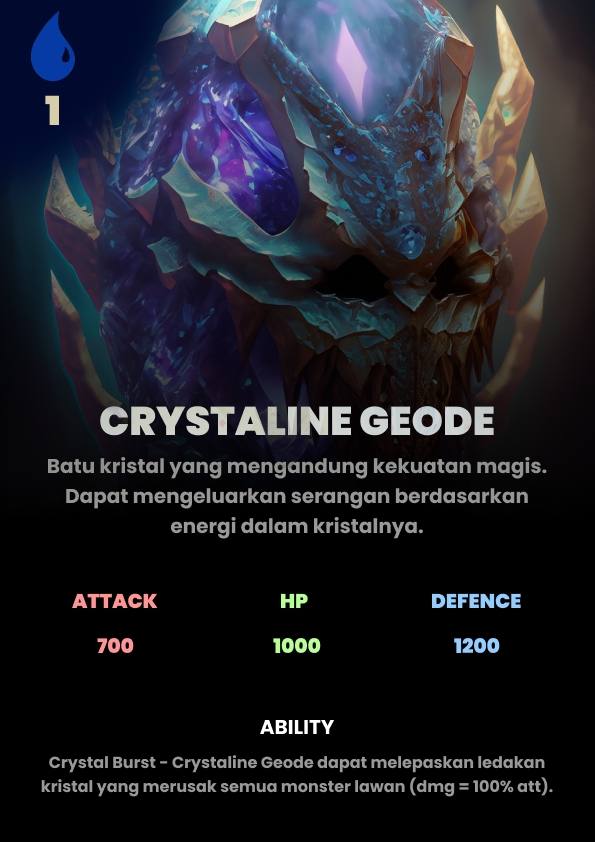 1
CRYSTALINE GEODE
Batu kristal yang mengandung kekuatan magis.
Dapat mengeluarkan serangan berdasarkan
energi dalam kristalnya.
ATTACK HP DEFENCE
700 1000 1200
ABILITY
Crystal Burst - Crystaline Geode dapat melepaskan ledakan
kristal yang merusak semua monster lawan (dmg = 100% att).